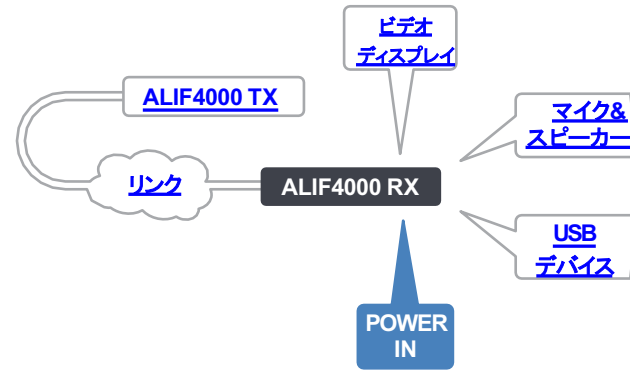 ビデオ
ディスプレイ
ALIF4000 TX
マイク&
スピーカー
リンク
ALIF4000 RX
USB
デバイス
POWER
IN